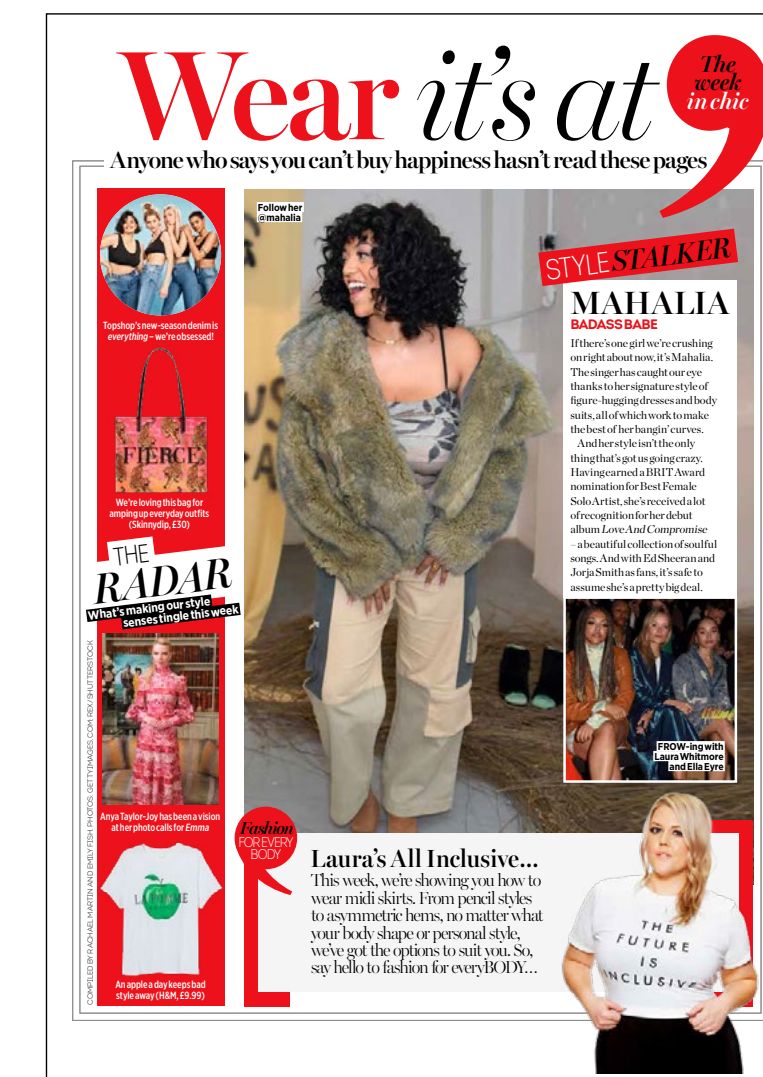 Wear it's at
The
week
in chic
Anyone who says you can't buy happiness hasn't read these pages
Topshop's new-season denim is
everything – we're obsessed!
FIERCE
We're loving this bag for
amping up everyday outfits
(Skinnydip, £30)
THE
RADAR
What's making our style
senses tingle this week
Anya Taylor-Joy has been a vision
at her photo calls for Emma
An apple a day keeps bad
style away (H&M, £9.99)
COMPILED BY RACHAEL MARTIN AND EMILY FISH. PHOTOS: GETTYIMAGES.COM, REX/SHUTTERSTOCK
Follow her
@mahalia
STYLE STALKER
MAHALIA
BADASS BABE
If there's one girl we're crushing
on right about now, it's Mahalia.
The singer has caught our eye
thanks to her signature style of
figure-hugging dresses and body
suits, all of which work to make
the best of her bangin' curves.
And her style isn't the only
thing that's got us going crazy.
Having earned a BRIT Award
nomination for Best Female
Solo Artist, she's received a lot
of recognition for her debut
album Love And Compromise
– a beautiful collection of soulful
songs. And with Ed Sheeran and
Jorja Smith as fans, it's safe to
assume she's a pretty big deal.
FROW-ing with
Laura Whitmore
and Ella Eyre
Fashion
FOR EVERY
BODY
Laura's All Inclusive...
This week, we're showing you how to
wear midi skirts. From pencil styles
to asymmetric hems, no matter what
your body shape or personal style,
we've got the options to suit you. So,
say hello to fashion for everyBODY...
THE
FUTURE
IS
INCLUSIVE